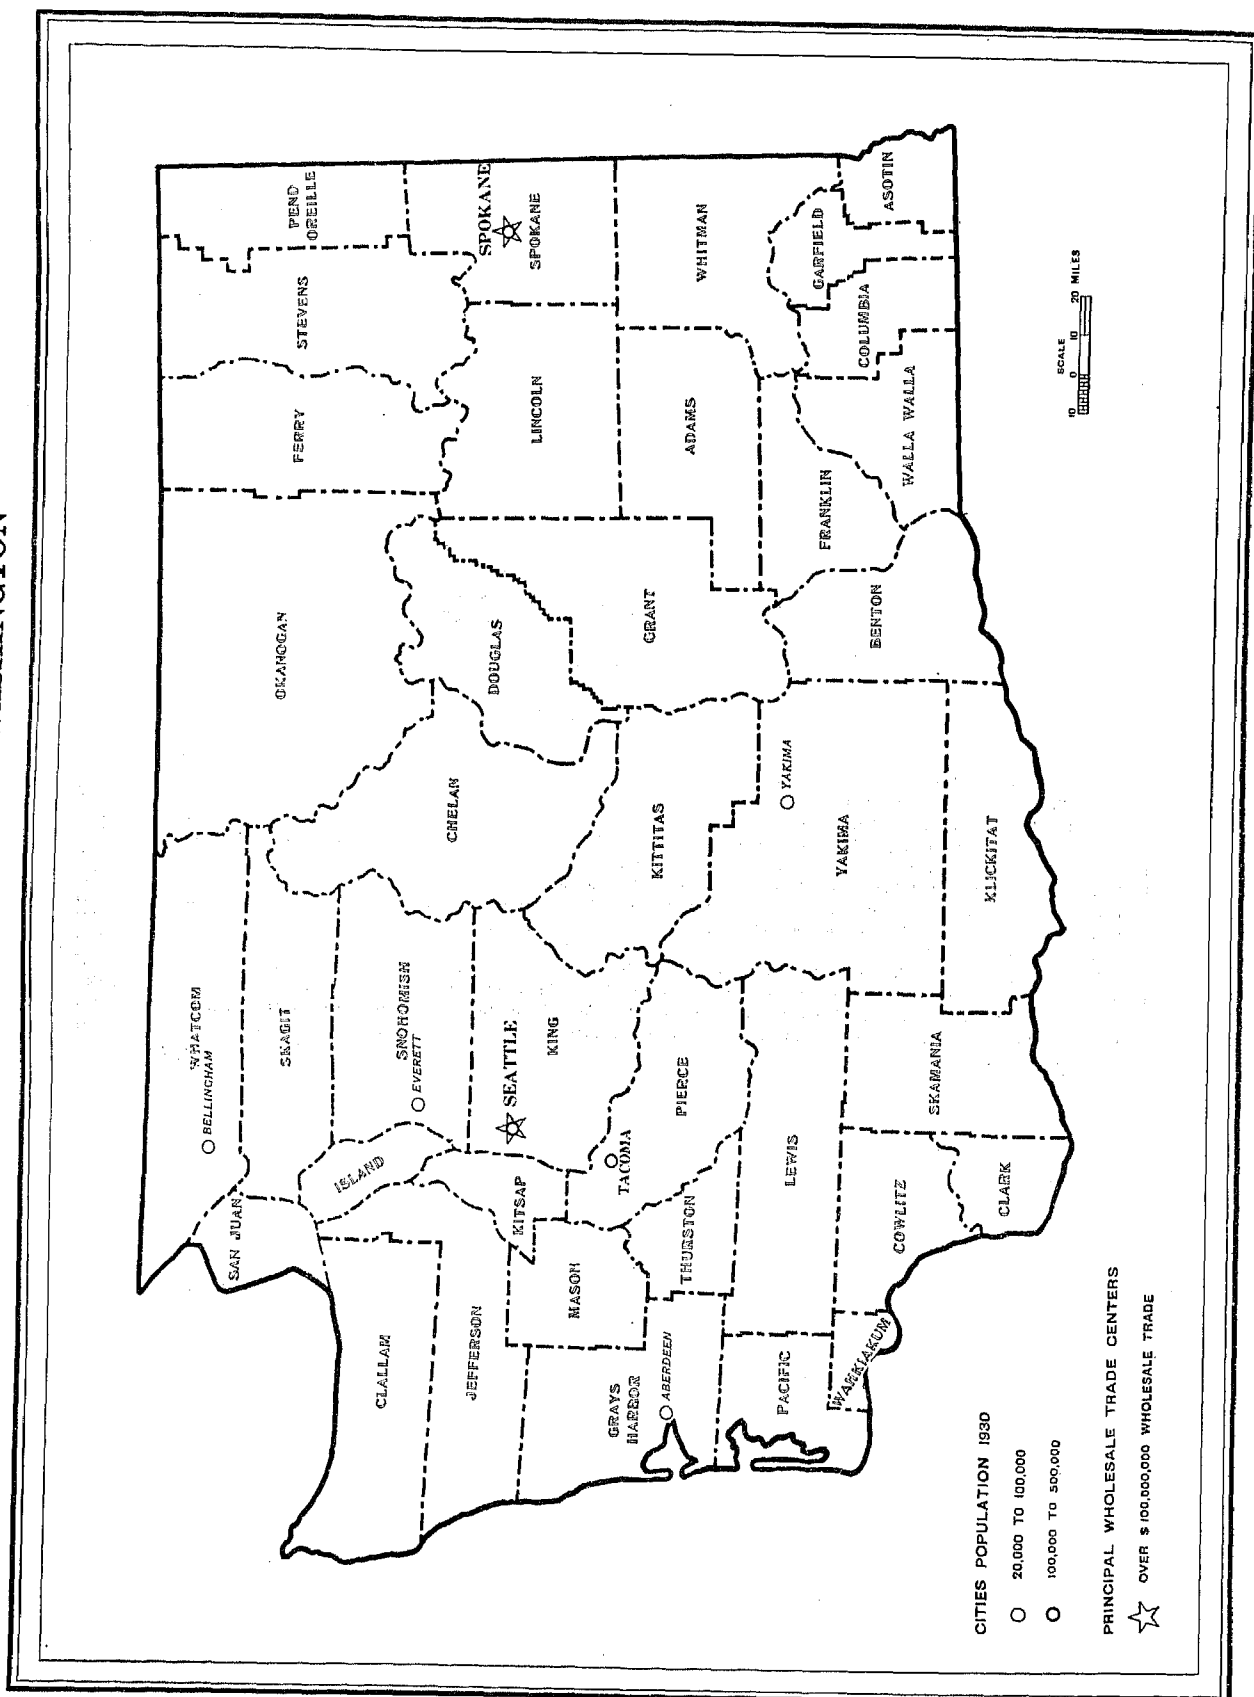 WASHINGTON
WHATCOM
BELLINGHAM
SAN JUAN
SKAGIT
ISLAND
SNOHOMISH
EVERETT
OKANOGAN
FERRY
STEVENS
PEND
OREILLE
CLALLAM
JEFFERSON
KITSAP
SEATTLE
KING
CHELAN
DOUGLAS
LINCOLN
SPOKANE
SPOKANE
MASON
GRAYS
HARBOR
ABERDEEN
THURSTON
TACOMA
PIERCE
KITTITAS
GRANT
ADAMS
WHITMAN
PACIFIC
LEWIS
YAKIMA
YAKIMA
WAHKIAKUM
COWLITZ
CLARK
SKAMANIA
KLICKITAT
BENTON
FRANKLIN
WALLA WALLA
COLUMBIA
GARFIELD
ASOTIN
CITIES POPULATION 1930
20,000 TO 100,000
100,000 TO 500,000
PRINCIPAL WHOLESALE TRADE CENTERS
OVER $ 100,000,000 WHOLESALE TRADE
SCALE
10 0 10 20 MILES